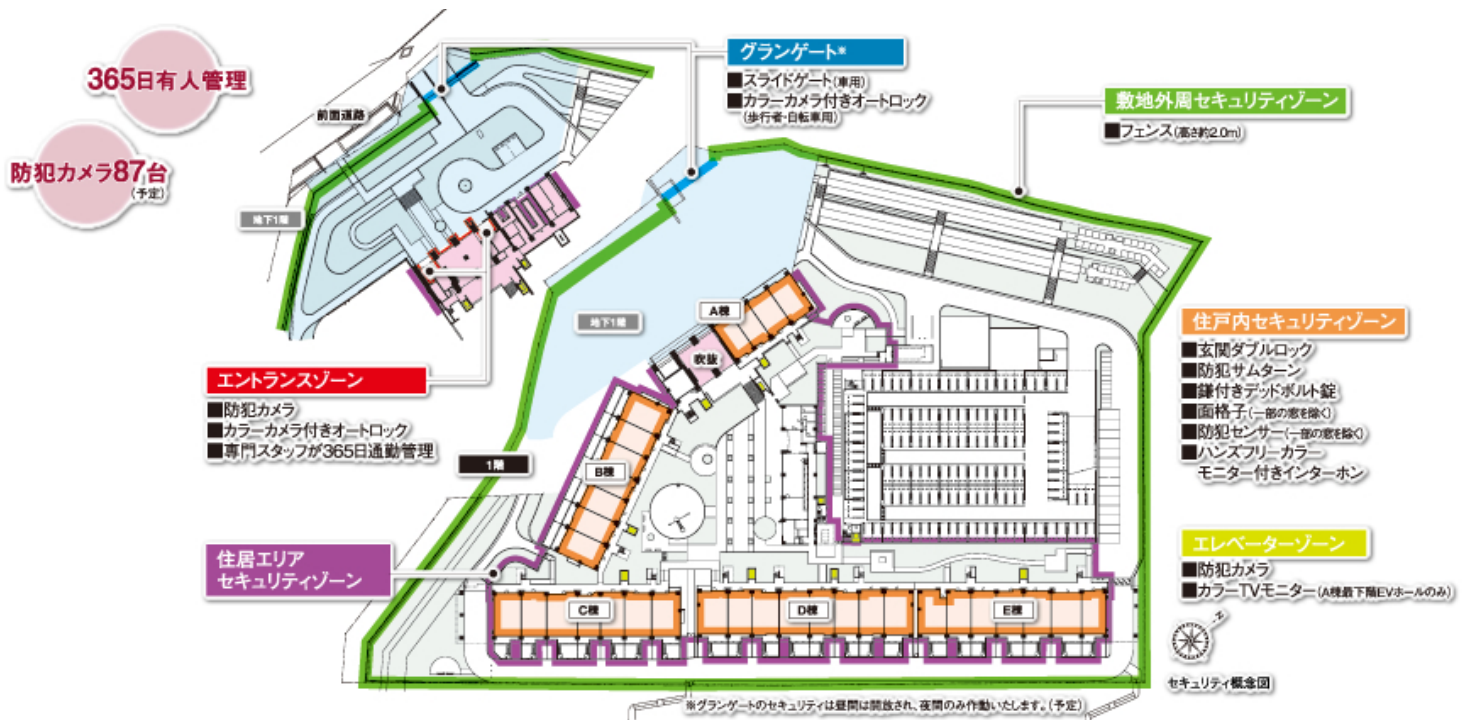 365日有人管理
防犯カメラ87台
(予定)
前面道路
地下1階
グランゲート※
■スライドゲート(車用)
■カラーカメラ付きオートロック
(歩行者・自転車用)
敷地外周セキュリティゾーン
■フェンス(高さ約2.0m)
地下1階
A棟
吹抜
エントランスゾーン
■防犯カメラ
■カラーカメラ付きオートロック
■専門スタッフが365日通勤管理
1階
B棟
住戸内セキュリティゾーン
■玄関ダブルロック
■防犯サムターン
■鎌付きデッドボルト錠
■面格子(一部の窓を除く)
■防犯センサー(一部の窓を除く)
■ハンズフリーカラー
モニター付きインターホン
住居エリア
セキュリティゾーン
エレベーターゾーン
■防犯カメラ
■カラーTVモニター(A棟最下階EVホールのみ)
C棟
D棟
E棟
N
セキュリティ概念図
※グランゲートのセキュリティは昼間は開放され、夜間のみ作動いたします。(予定)